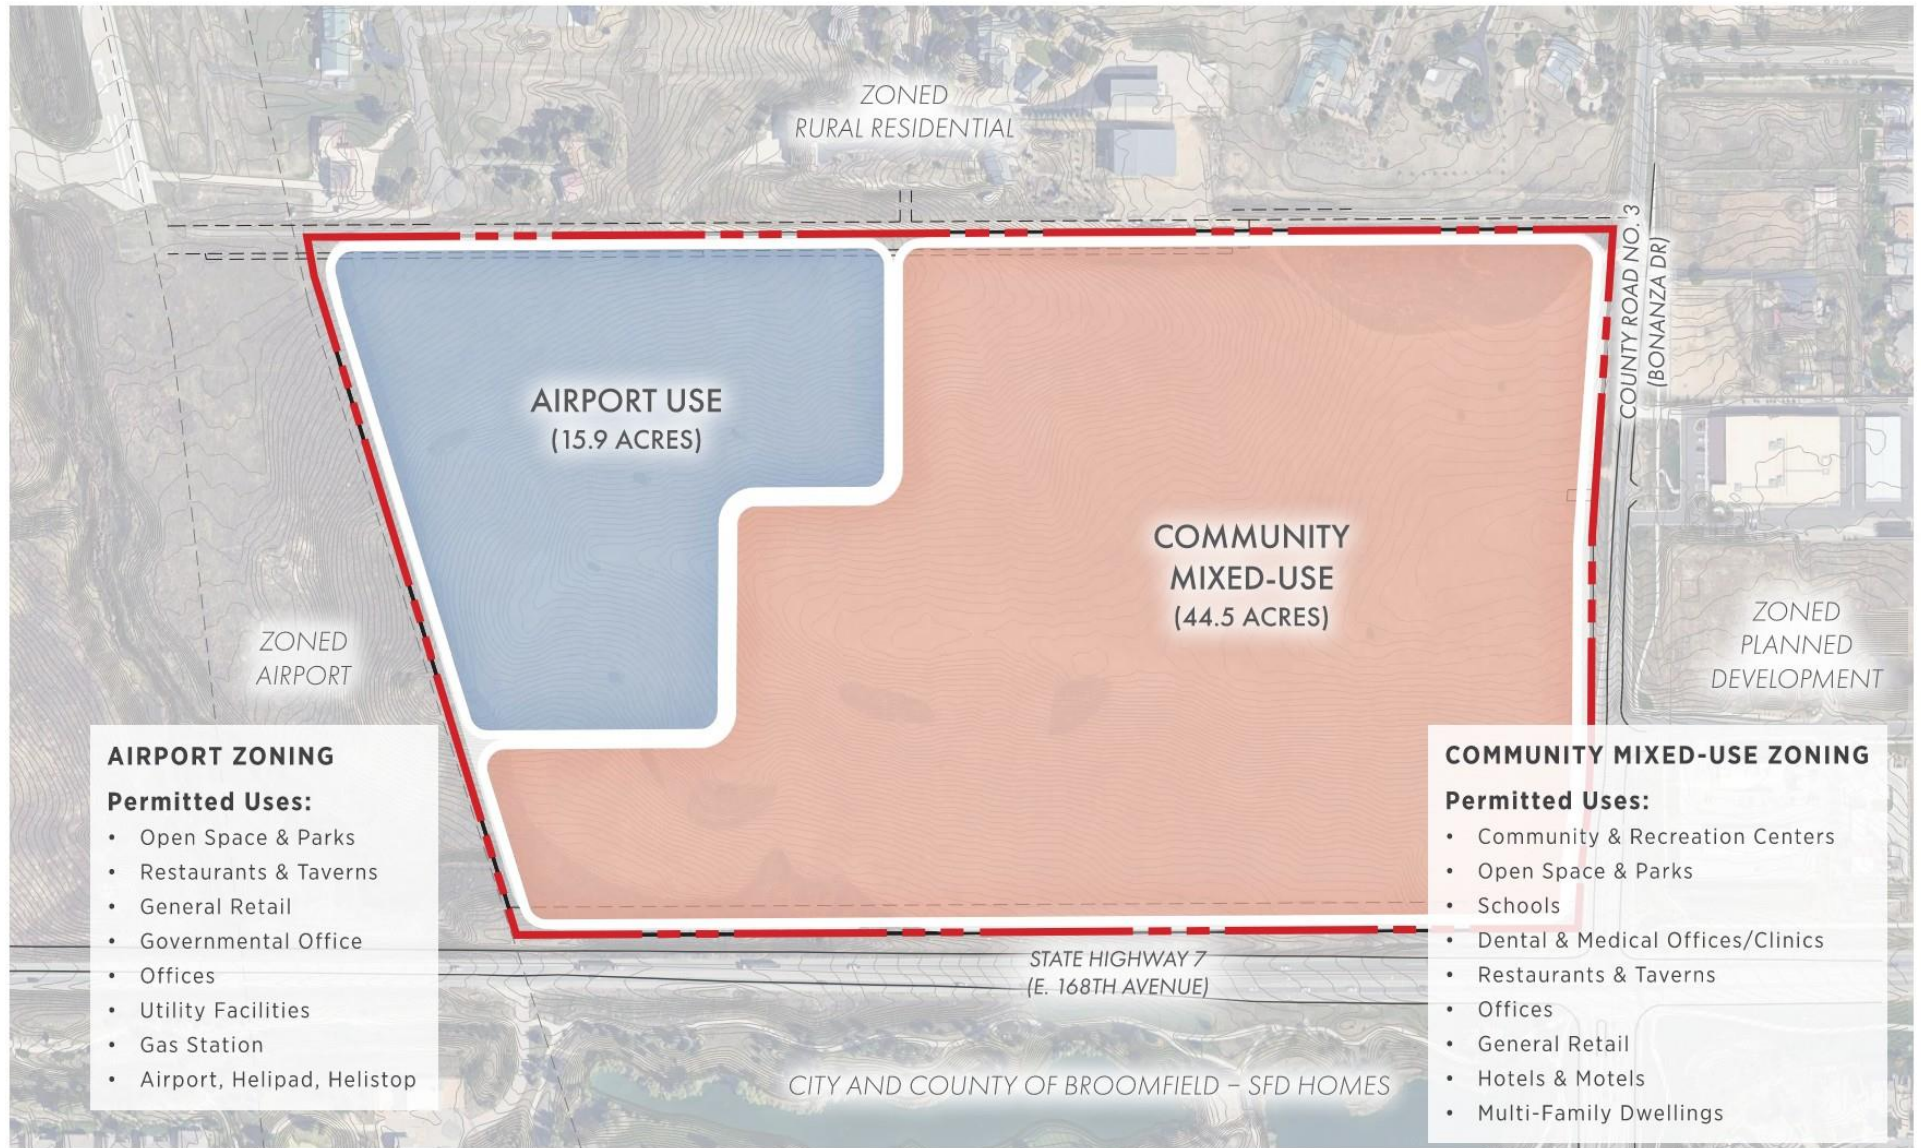 ZONED
RURAL RESIDENTIAL
COUNTY ROAD NO. 3
(BONANZA DR)
AIRPORT USE
(15.9 ACRES)
COMMUNITY
MIXED-USE
(44.5 ACRES)
ZONED
AIRPORT
ZONED
PLANNED
DEVELOPMENT
AIRPORT ZONING
Permitted Uses:
• Open Space & Parks
• Restaurants & Taverns
• General Retail
• Governmental Office
• Offices
• Utility Facilities
• Gas Station
• Airport, Helipad, Helistop
COMMUNITY MIXED-USE ZONING
Permitted Uses:
• Community & Recreation Centers
• Open Space & Parks
• Schools
• Dental & Medical Offices/Clinics
• Restaurants & Taverns
• Offices
• General Retail
• Hotels & Motels
• Multi-Family Dwellings
STATE HIGHWAY 7
(E. 168TH AVENUE)
CITY AND COUNTY OF BROOMFIELD – SFD HOMES